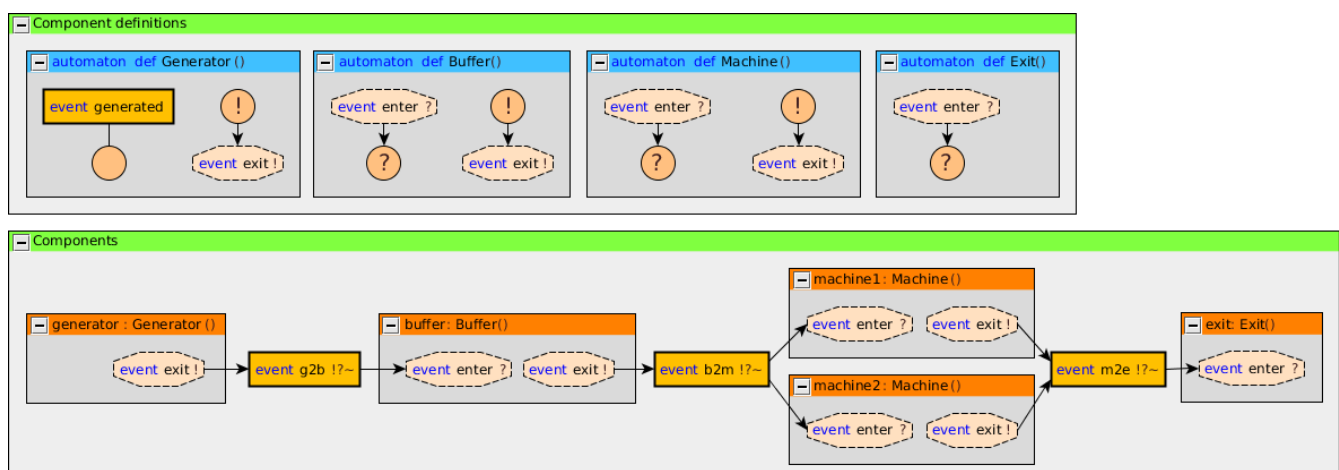 Component definitions
automaton def Generator()
automaton def Buffer()
automaton def Machine()
automaton def Exit()
event generated
!
event enter ?
!
event enter ?
!
event enter ?
event exit !
?
event exit !
?
event exit !
?
Components
machine1: Machine()
generator : Generator()
buffer: Buffer()
event enter ?
event exit !
exit: Exit()
event exit !
event g2b !?~
event enter ?
event exit !
event b2m !?~
event m2e !?~
event enter ?
machine2: Machine()
event enter ?
event exit !